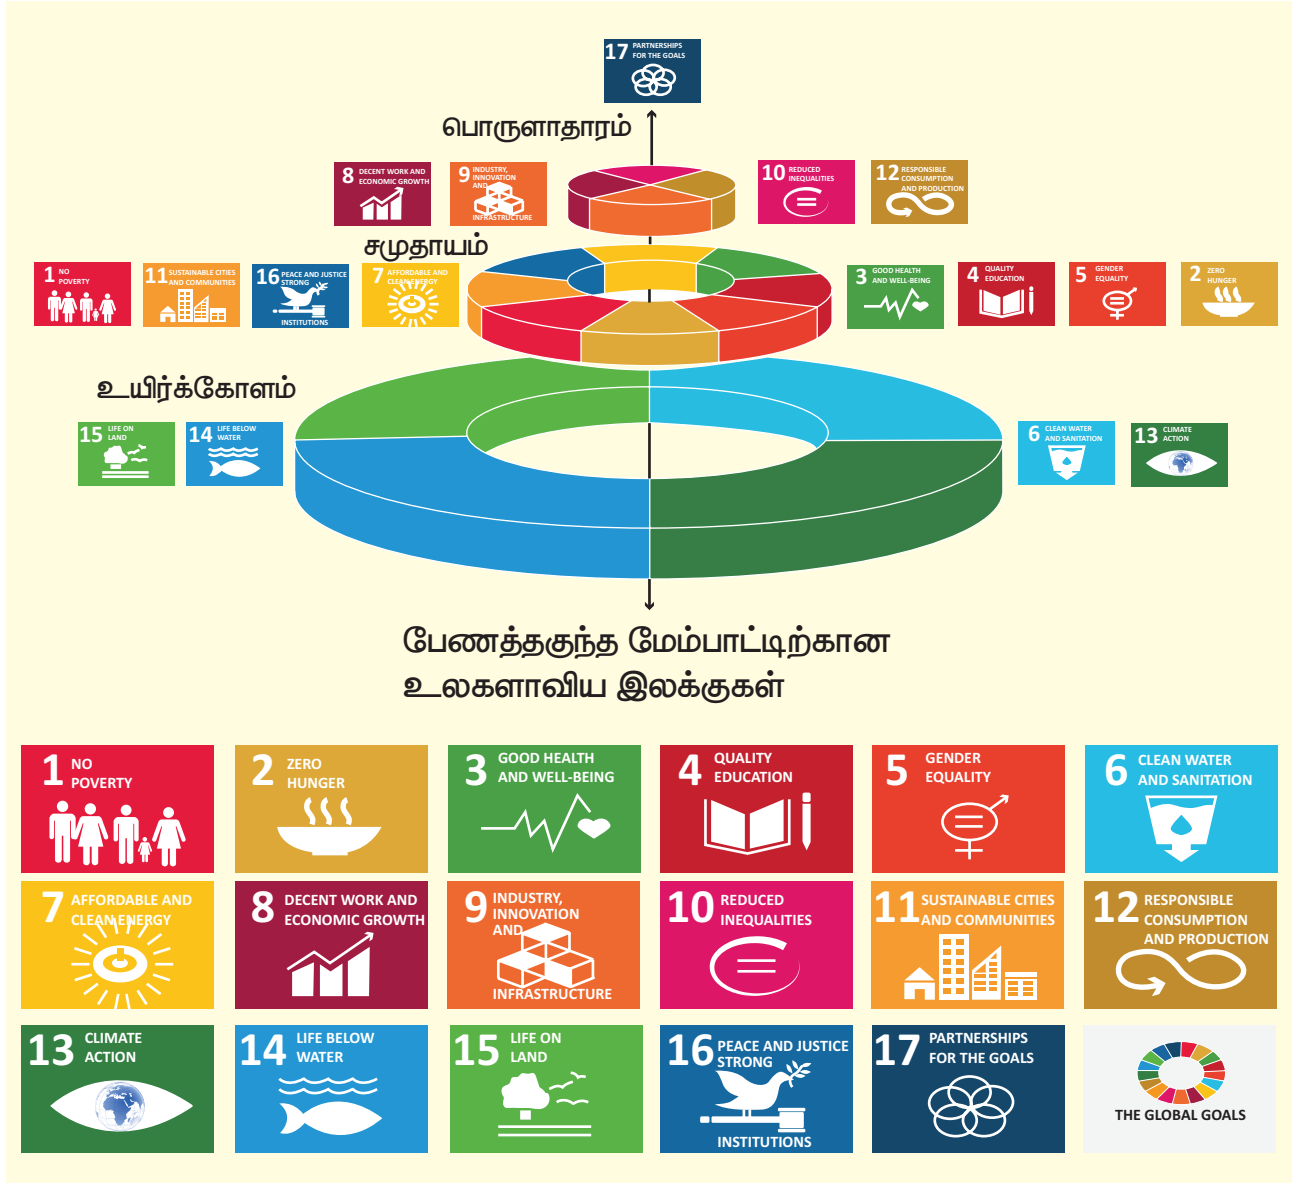 17 PARTNERSHIPS
FOR THE GOALS
பொருளாதாரம்
8 DECENT WORK AND
ECONOMIC GROWTH
9 INDUSTRY,
INNOVATION
AND
INFRASTRUCTURE
10 REDUCED
INEQUALITIES
12 RESPONSIBLE
CONSUMPTION
AND PRODUCTION
சமுதாயம்
1 NO
POVERTY
11 SUSTAINABLE CITIES
AND COMMUNITIES
16 PEACE AND JUSTICE
STRONG
INSTITUTIONS
7 AFFORDABLE AND
CLEAN ENERGY
3 GOOD HEALTH
AND WELL-BEING
4 QUALITY
EDUCATION
5 GENDER
EQUALITY
2 ZERO
HUNGER
உயிர்க்கோளம்
15 LIFE ON
LAND
14 LIFE BELOW
WATER
6 CLEAN WATER
AND SANITATION
13 CLIMATE
ACTION
பேணத்தகுந்த மேம்பாட்டிற்கான
உலகளாவிய இலக்குகள்
1 NO
POVERTY
2 ZERO
HUNGER
3 GOOD HEALTH
AND WELL-BEING
4 QUALITY
EDUCATION
5 GENDER
EQUALITY
6 CLEAN WATER
AND SANITATION
7 AFFORDABLE AND
CLEAN ENERGY
8 DECENT WORK AND
ECONOMIC GROWTH
9 INDUSTRY,
INNOVATION
AND
INFRASTRUCTURE
10 REDUCED
INEQUALITIES
11 SUSTAINABLE CITIES
AND COMMUNITIES
12 RESPONSIBLE
CONSUMPTION
AND PRODUCTION
13 CLIMATE
ACTION
14 LIFE BELOW
WATER
15 LIFE ON
LAND
16 PEACE AND JUSTICE
STRONG
INSTITUTIONS
17 PARTNERSHIPS
FOR THE GOALS
THE GLOBAL GOALS